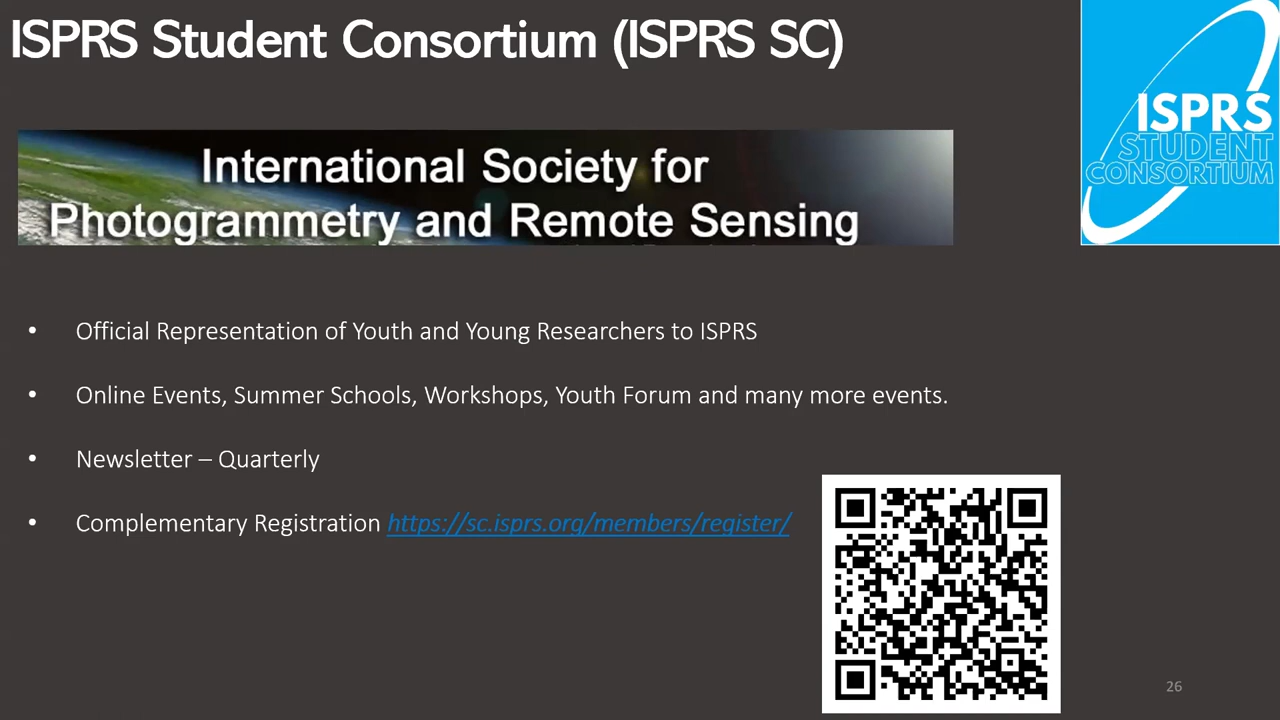 ISPRS Student Consortium (ISPRS SC)
ISPRS
STUDENT
CONSORTIUM
International Society for
Photogrammetry and Remote Sensing
• Official Representation of Youth and Young Researchers to ISPRS
• Online Events, Summer Schools, Workshops, Youth Forum and many more events.
• Newsletter – Quarterly
• Complementary Registration https://sc.isprs.org/members/register/
26